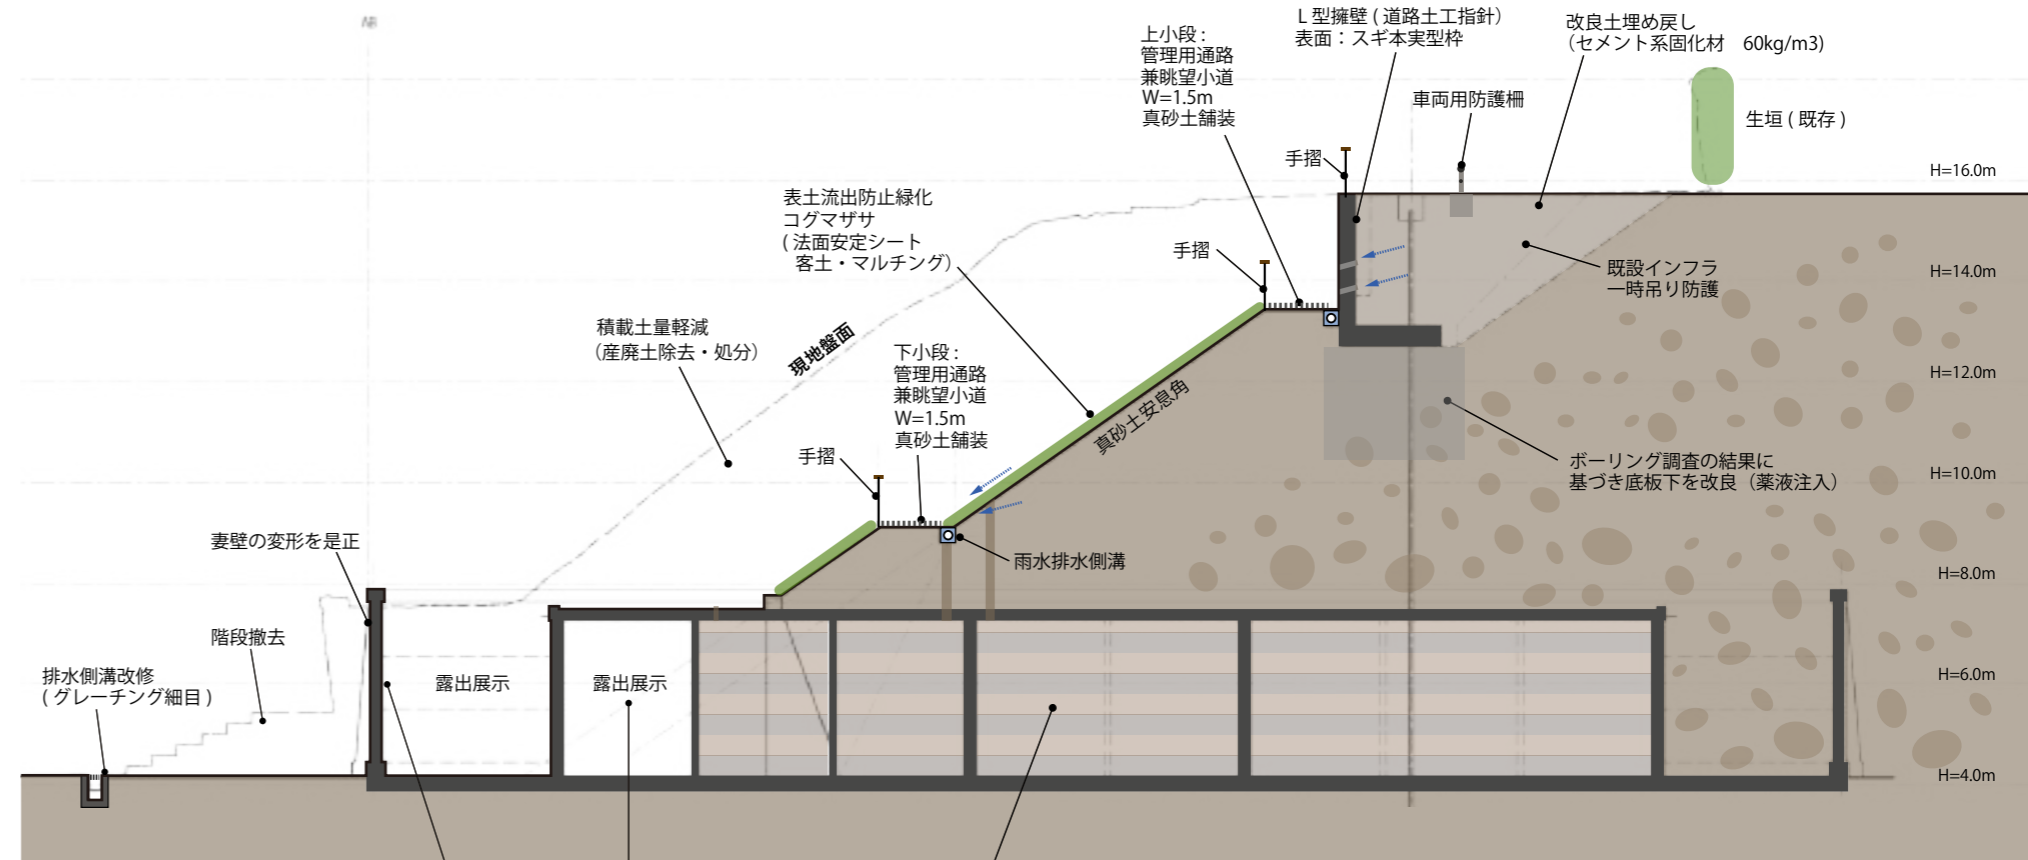 L 型擁壁 ( 道路土工指針）
表面：スギ本実型枠
改良土埋め戻し
（セメント系固化材　60kg/m3)
上小段 :
管理用通路
兼眺望小道
W=1.5m
真砂土舗装
車両用防護柵
生垣 ( 既存 )
手摺
H=16.0m
表土流出防止緑化
コグマザサ
( 法面安定シート
客土・マルチング）
手摺
既設インフラ
一時吊り防護
H=14.0m
積載土量軽減
（産廃土除去・処分）
現地盤面
下小段 :
管理用通路
兼眺望小道
W=1.5m
真砂土舗装
真砂土安息角
H=12.0m
手摺
ボーリング調査の結果に
基づき底板下を改良（薬液注入）
H=10.0m
妻壁の変形を是正
雨水排水側溝
H=8.0m
階段撤去
排水側溝改修
( グレーチング細目 )
露出展示
露出展示
H=6.0m
H=4.0m